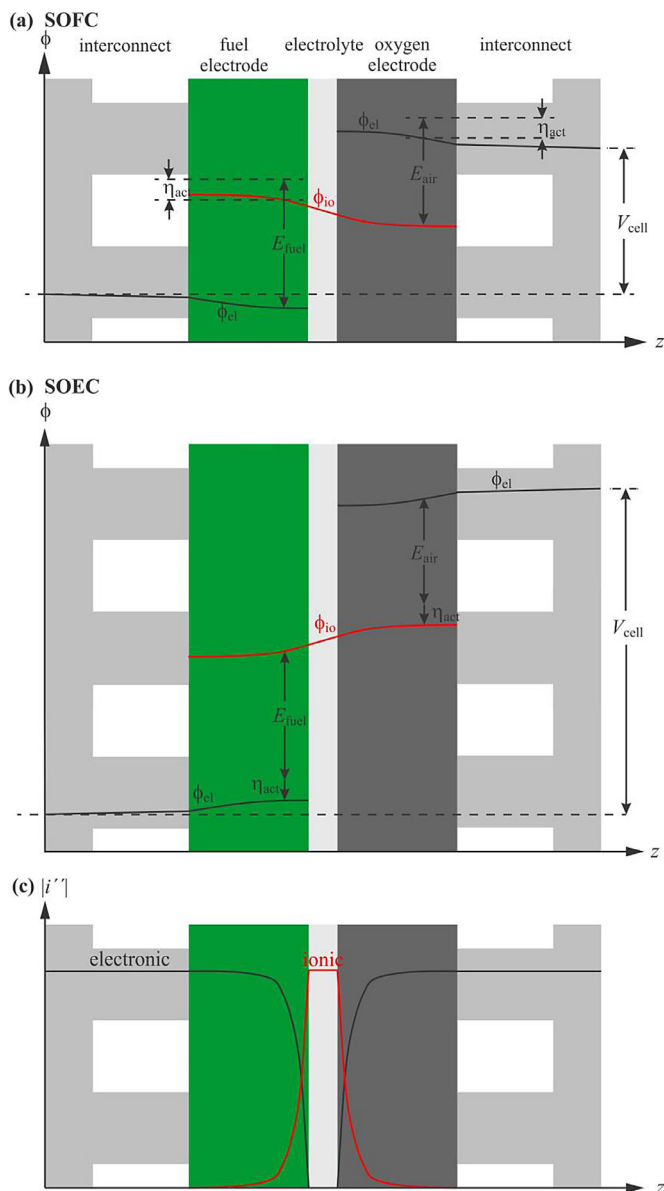 (a) SOFC
ϕ
interconnect
fuel electrode
electrolyte
oxygen electrode
interconnect
ϕel
ηact
ηact
Eair
ϕio
Vcell
Efuel
ϕel
z
(b) SOEC
ϕ
ϕel
Eair
ηact
ϕio
Vcell
Efuel
ηact
ϕel
z
(c) |i´´|
electronic
ionic
z